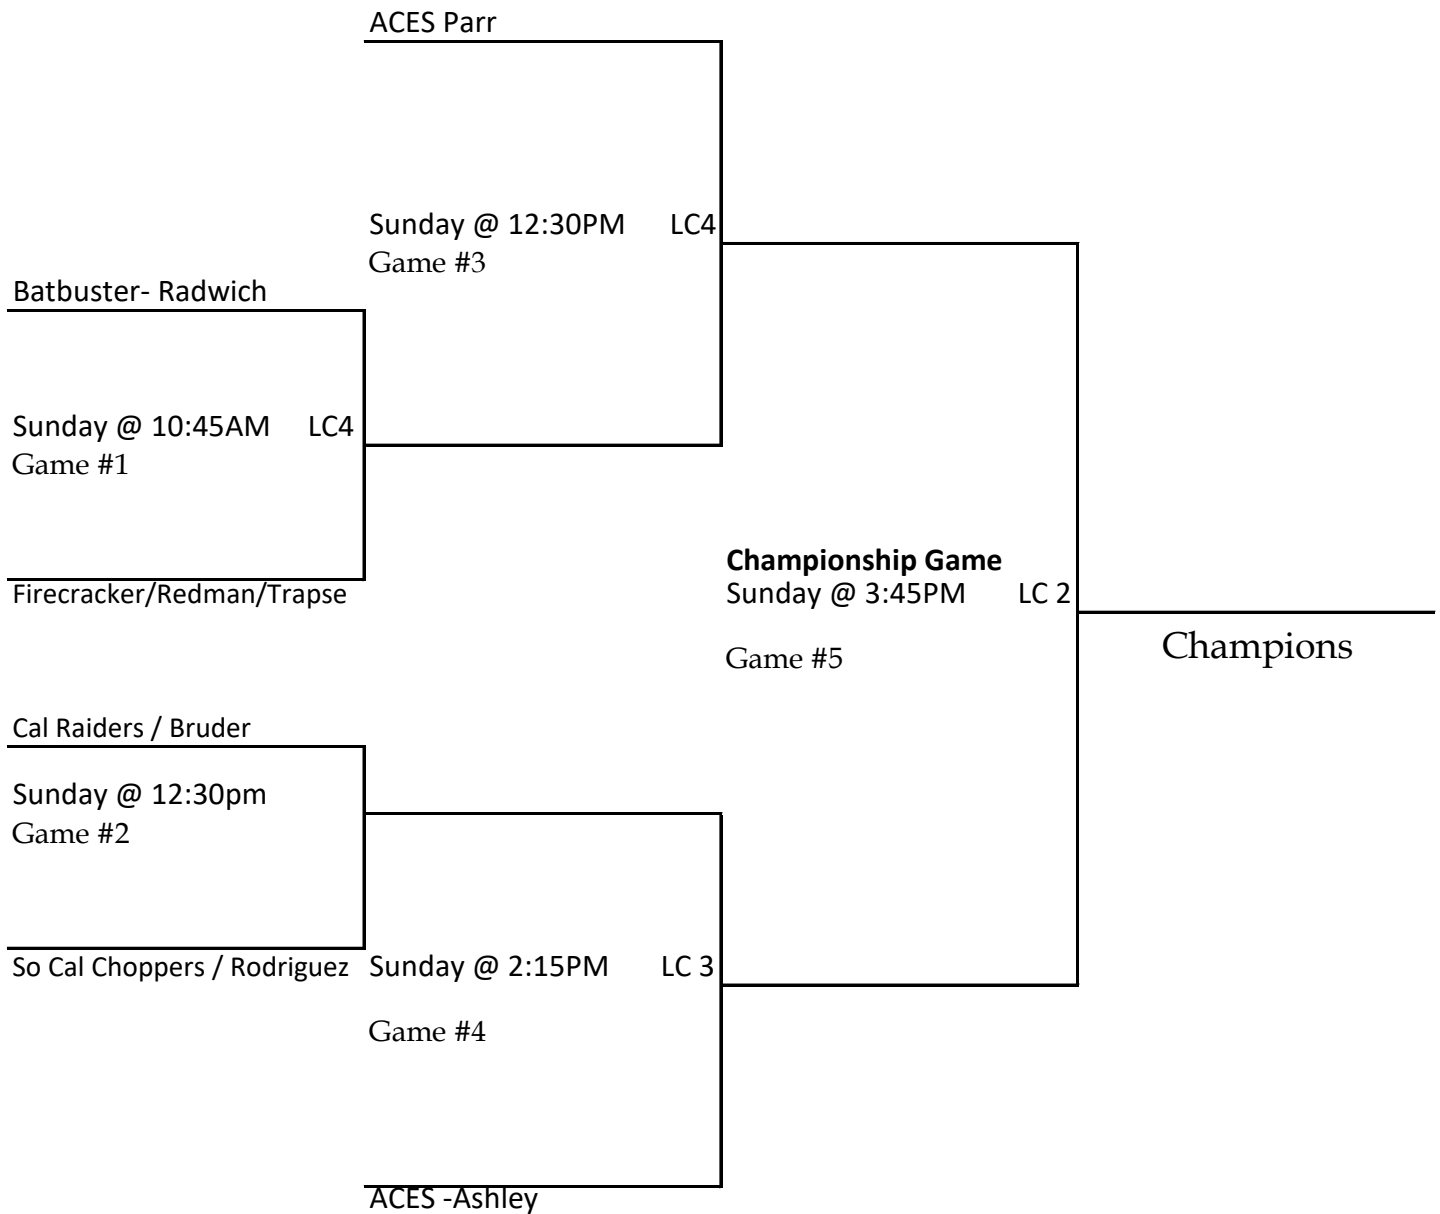 ACES Parr
Sunday @ 12:30PM LC4
Game #3
Batbuster- Radwich
Sunday @ 10:45AM LC4
Game #1
Firecracker/Redman/Trapse
Championship Game
Sunday @ 3:45PM LC 2
Game #5
Champions
Cal Raiders / Bruder
Sunday @ 12:30pm
Game #2
So Cal Choppers / Rodriguez
Sunday @ 2:15PM LC 3
Game #4
ACES -Ashley